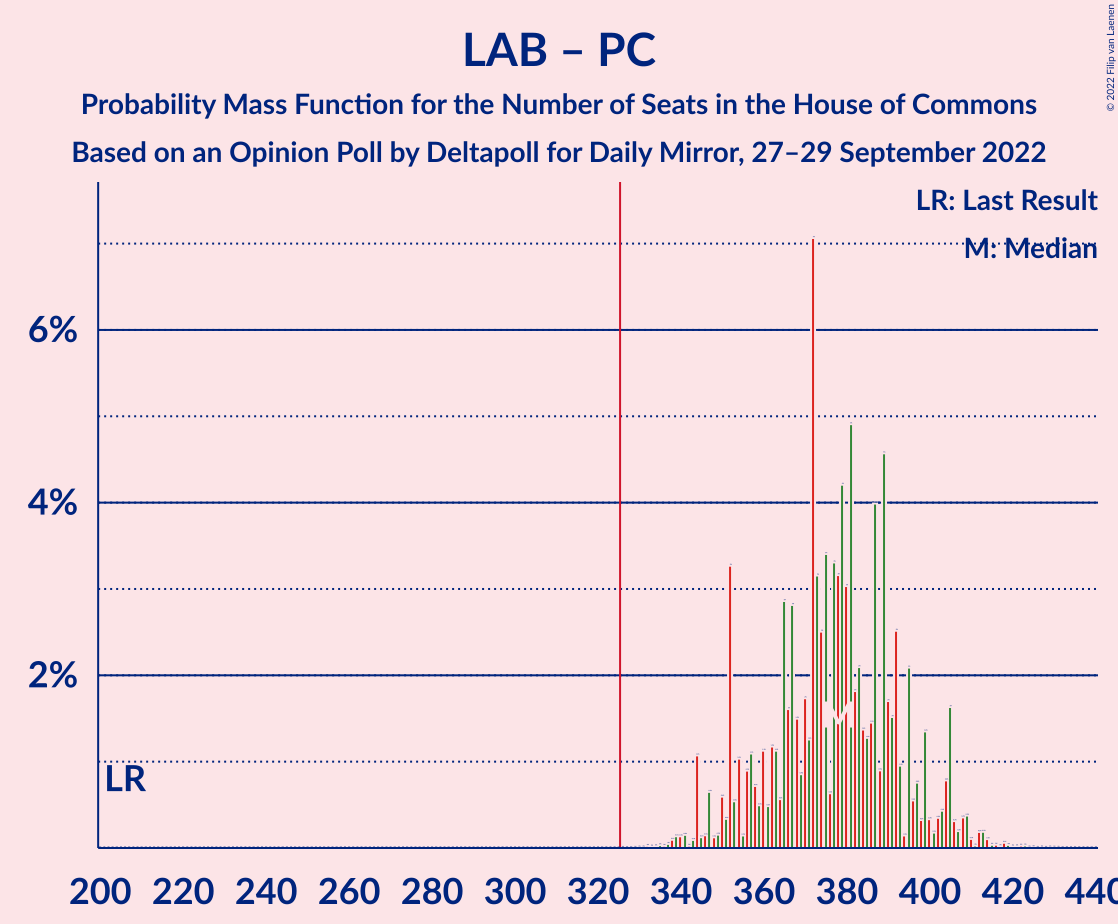 LAB – PC
Probability Mass Function for the Number of Seats in the House of Commons
Based on an Opinion Poll by Deltapoll for Daily Mirror, 27–29 September 2022
© 2022 Filip van Laenen
LR: Last Result
M: Median
6%
4%
2%
LR
M
200 220 240 260 280 300 320 340 360 380 400 420 440